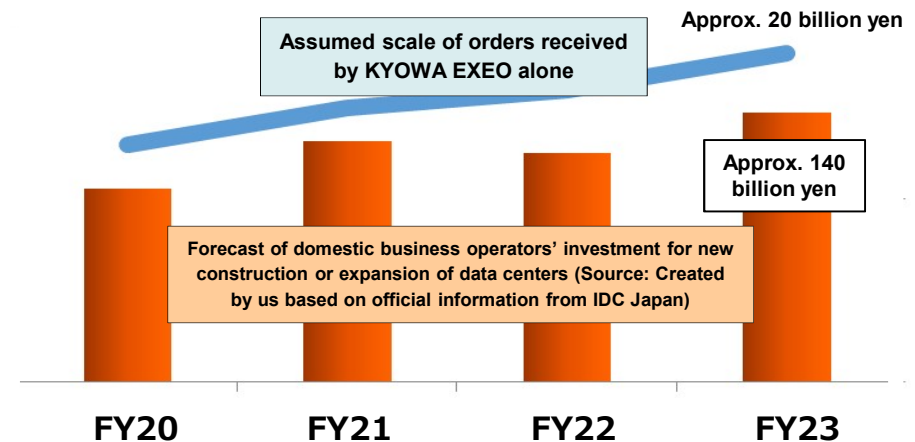 Approx. 20 billion yen
Assumed scale of orders received
by KYOWA EXEO alone
Approx. 140
billion yen
Forecast of domestic business operators’ investment for new
construction or expansion of data centers (Source: Created
by us based on official information from IDC Japan)
FY20 FY21 FY22 FY23